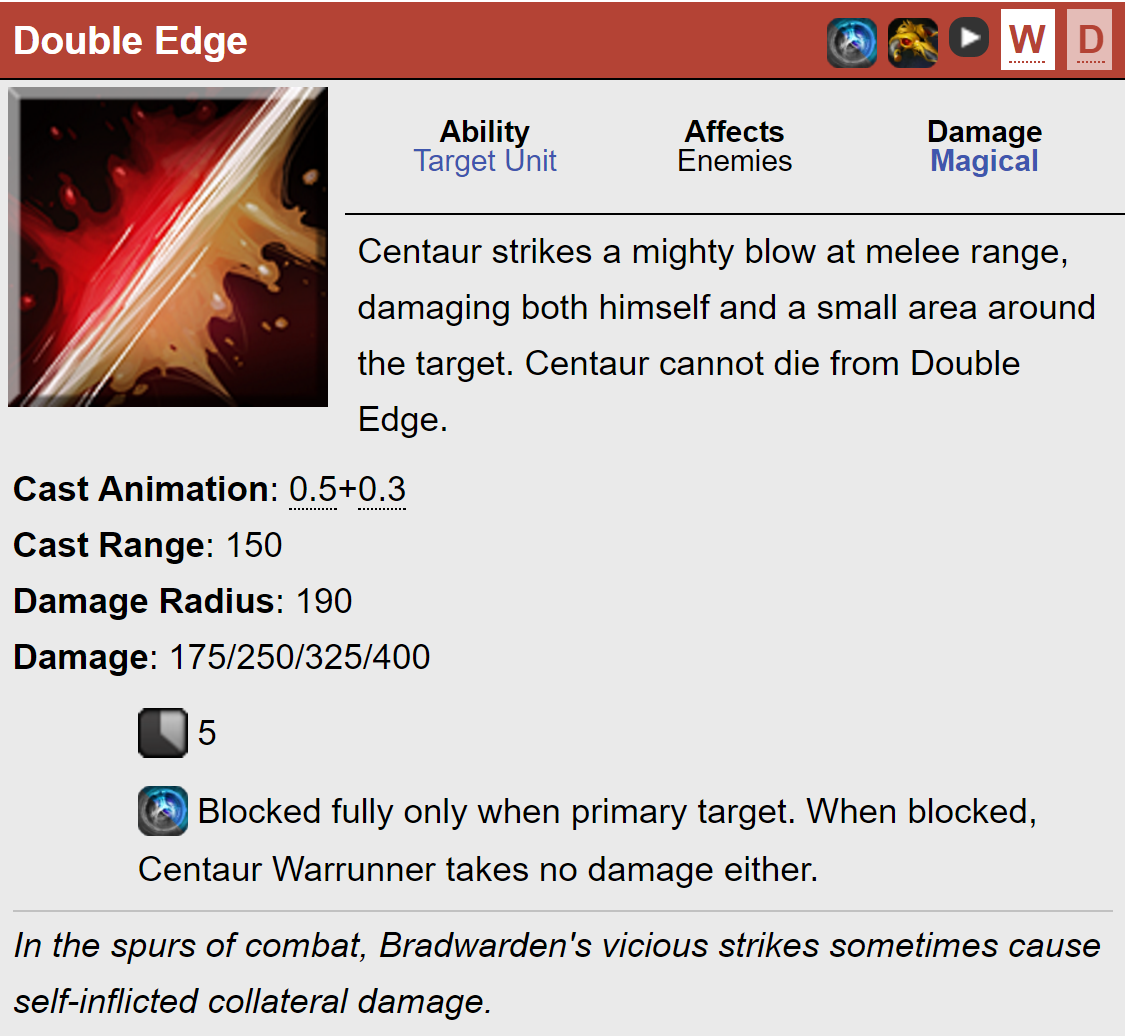 Double Edge
W D
Ability Affects Damage
Target Unit Enemies Magical
Centaur strikes a mighty blow at melee range,
damaging both himself and a small area around
the target. Centaur cannot die from Double
Edge.
Cast Animation: 0.5+0.3
Cast Range: 150
Damage Radius: 190
Damage: 175/250/325/400
5
Blocked fully only when primary target. When blocked,
Centaur Warrunner takes no damage either.
In the spurs of combat, Bradwarden's vicious strikes sometimes cause
self-inflicted collateral damage.